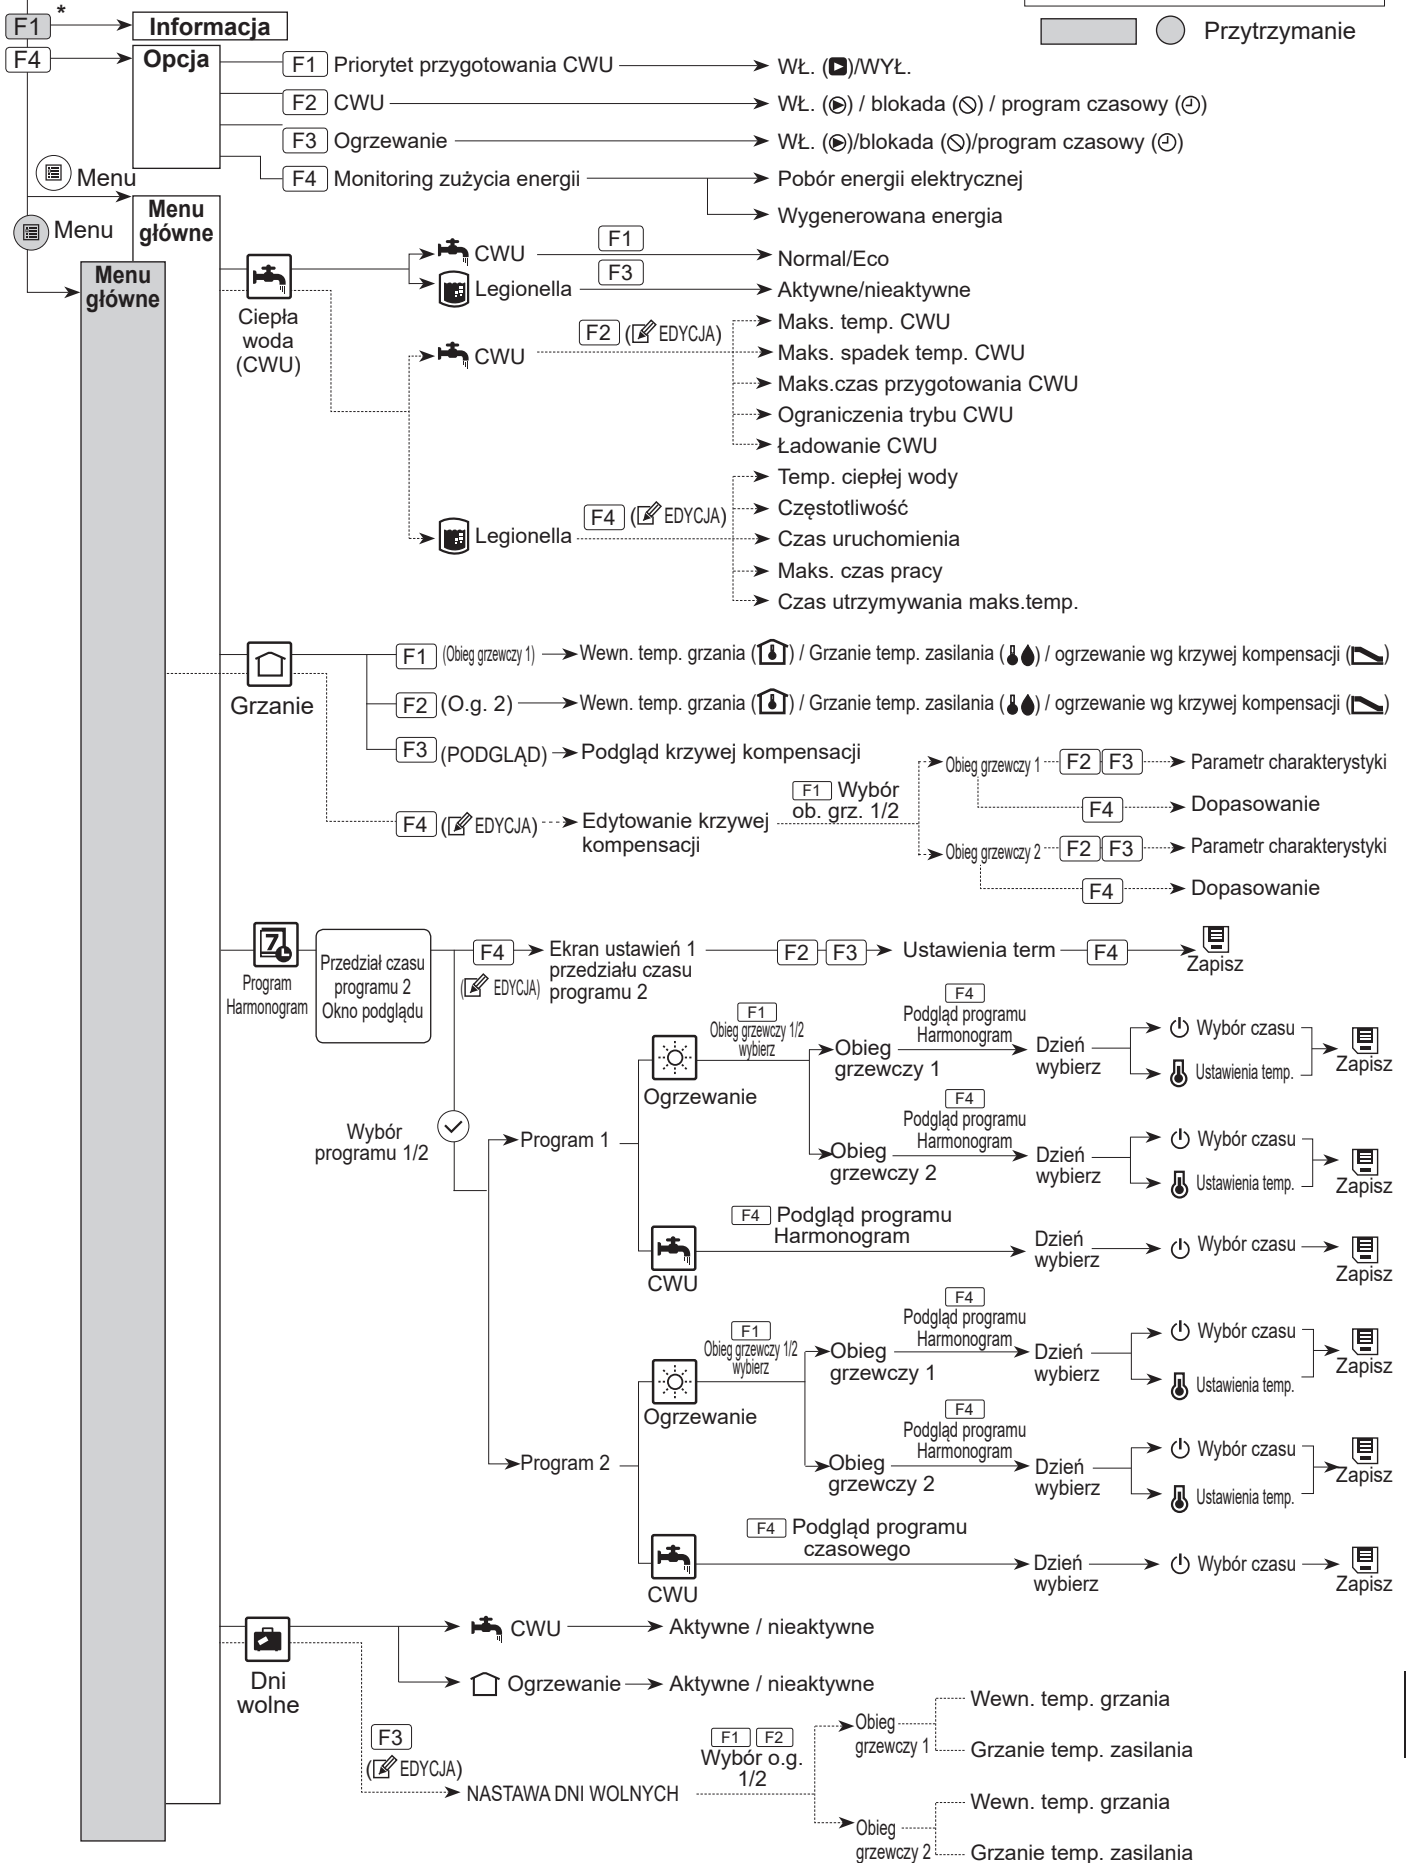 F1 * Informacja
Przytrzymanie
F4 Opcja
F1 Priorytet przygotowania CWU WŁ. ()/WYŁ.
F2 CWU WŁ. () / blokada () / program czasowy ()
F3 Ogrzewanie WŁ. ()/blokada ()/program czasowy ()
F4 Monitoring zużycia energii Pobór energii elektrycznej
Wygenerowana energia
Menu
Menu
główne
Menu
Menu
główne
Ciepła
woda
(CWU)
CWU F1 Normal/Eco
Legionella F3 Aktywne/nieaktywne
CWU F2 ( EDYCJA)
Maks. temp. CWU
Maks. spadek temp. CWU
Maks.czas przygotowania CWU
Ograniczenia trybu CWU
Ładowanie CWU
Legionella F4 ( EDYCJA)
Temp. ciepłej wody
Częstotliwość
Czas uruchomienia
Maks. czas pracy
Czas utrzymywania maks.temp.
Grzanie
F1 (Obieg grzewczy 1) Wewn. temp. grzania () / Grzanie temp. zasilania () / ogrzewanie wg krzywej kompensacji ()
F2 (O.g. 2) Wewn. temp. grzania () / Grzanie temp. zasilania () / ogrzewanie wg krzywej kompensacji ()
F3 (PODGLĄD) Podgląd krzywej kompensacji
F4 ( EDYCJA) Edytowanie krzywej
kompensacji
F1 Wybór
ob. grz. 1/2
Obieg grzewczy 1 F2 F3 Parametr charakterystyki
F4 Dopasowanie
Obieg grzewczy 2 F2 F3 Parametr charakterystyki
F4 Dopasowanie
7
Program
Harmonogram
Przedział czasu
programu 2
Okno podglądu
F4
( EDYCJA)
Ekran ustawień 1
przedziału czasu
programu 2
F2 F3 Ustawienia term F4 Zapisz
Wybór
programu 1/2
Program 1
Ogrzewanie
F1
Obieg grzewczy 1/2
wybierz
Obieg
grzewczy 1
F4
Podgląd programu
Harmonogram
Dzień
wybierz
Wybór czasu
Ustawienia temp.
Zapisz
Obieg
grzewczy 2
F4
Podgląd programu
Harmonogram
Dzień
wybierz
Wybór czasu
Ustawienia temp.
Zapisz
CWU
F4 Podgląd programu
Harmonogram
Dzień
wybierz
Wybór czasu
Zapisz
Program 2
Ogrzewanie
F1
Obieg grzewczy 1/2
wybierz
Obieg
grzewczy 1
F4
Podgląd programu
Harmonogram
Dzień
wybierz
Wybór czasu
Ustawienia temp.
Zapisz
Obieg
grzewczy 2
F4
Podgląd programu
Harmonogram
Dzień
wybierz
Wybór czasu
Ustawienia temp.
Zapisz
CWU
F4 Podgląd programu
czasowego
Dzień
wybierz
Wybór czasu
Zapisz
Dni
wolne
CWU Aktywne / nieaktywne
Ogrzewanie Aktywne / nieaktywne
F3
( EDYCJA)
NASTAWA DNI WOLNYCH
F1 F2
Wybór o.g.
1/2
Obieg
grzewczy 1
Wewn. temp. grzania
Grzanie temp. zasilania
Obieg
grzewczy 2
Wewn. temp. grzania
Grzanie temp. zasilania